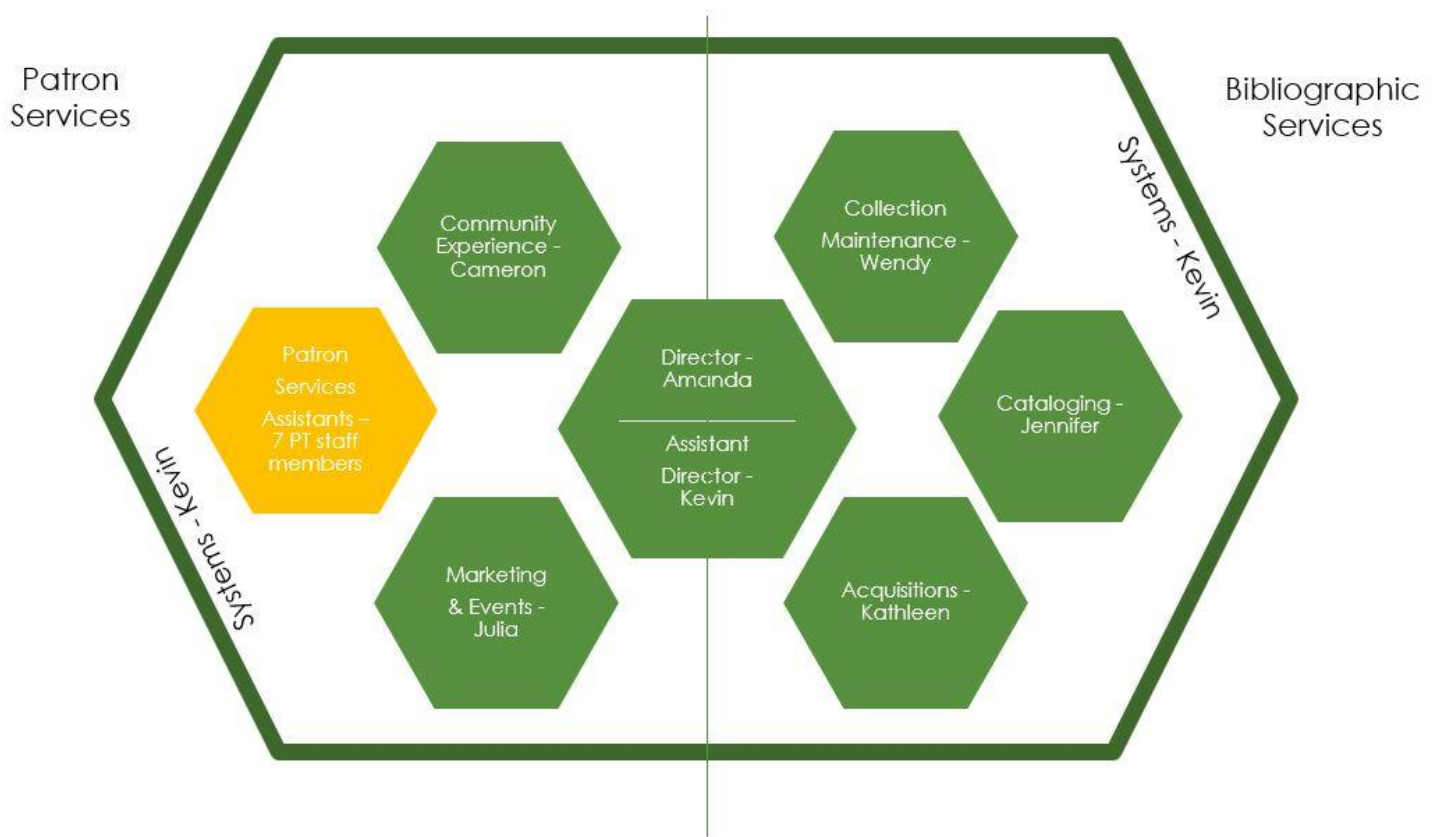 Patron
Services
Bibliographic
Services
Systems - Kevin
Community
Experience -
Cameron
Collection
Maintenance -
Wendy
Patron
Services
Assistants –
7 PT staff
members
Director -
Amanda
Assistant
Director -
Kevin
Cataloging -
Jennifer
Systems - Kevin
Marketing
& Events -
Julia
Acquisitions -
Kathleen